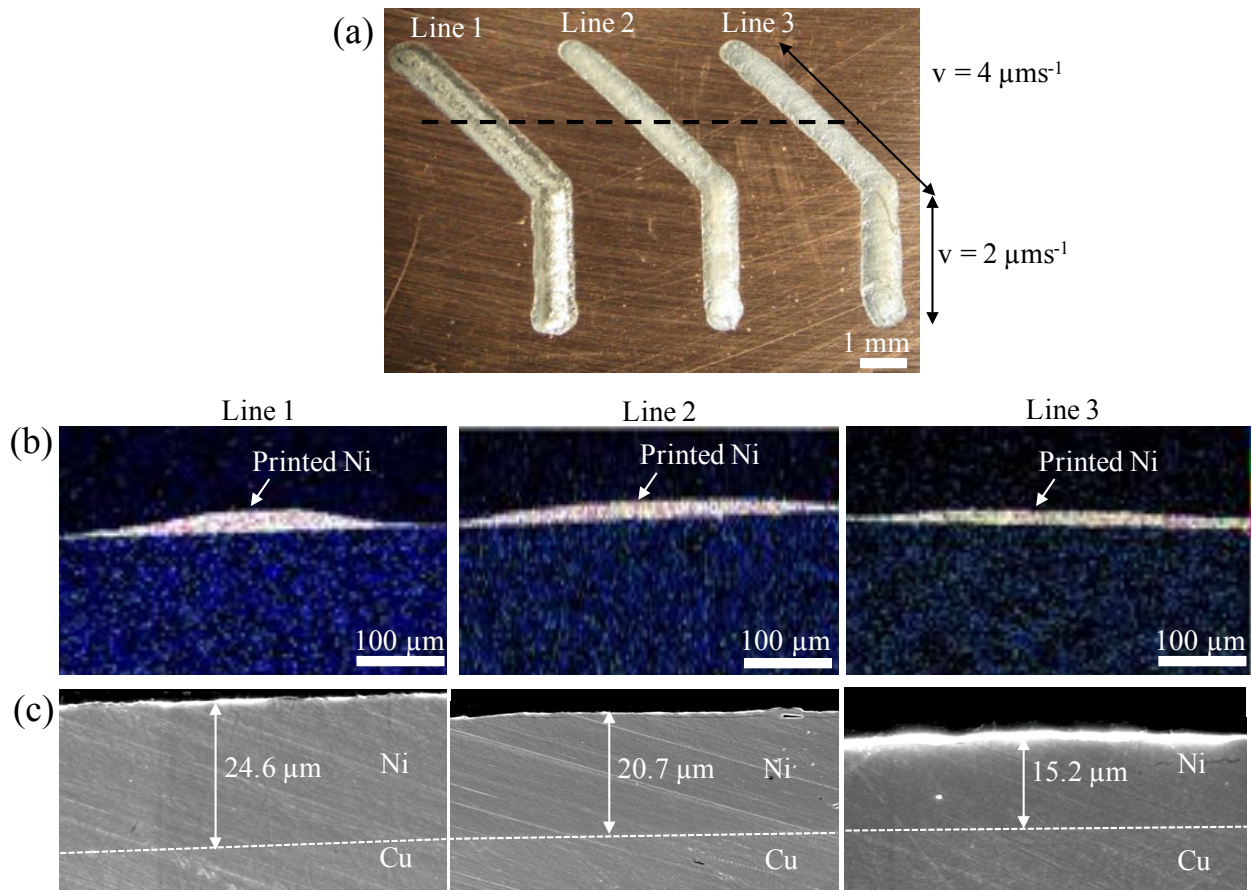 (a)
Line 1
Line 2
Line 3
v = 4 µms-1
v = 2 µms-1
1 mm
(b)
Line 1
Line 2
Line 3
Printed Ni
Printed Ni
Printed Ni
100 µm
100 µm
100 µm
(c)
24.6 µm
Ni
Cu
20.7 µm
Ni
Cu
15.2 µm
Ni
Cu